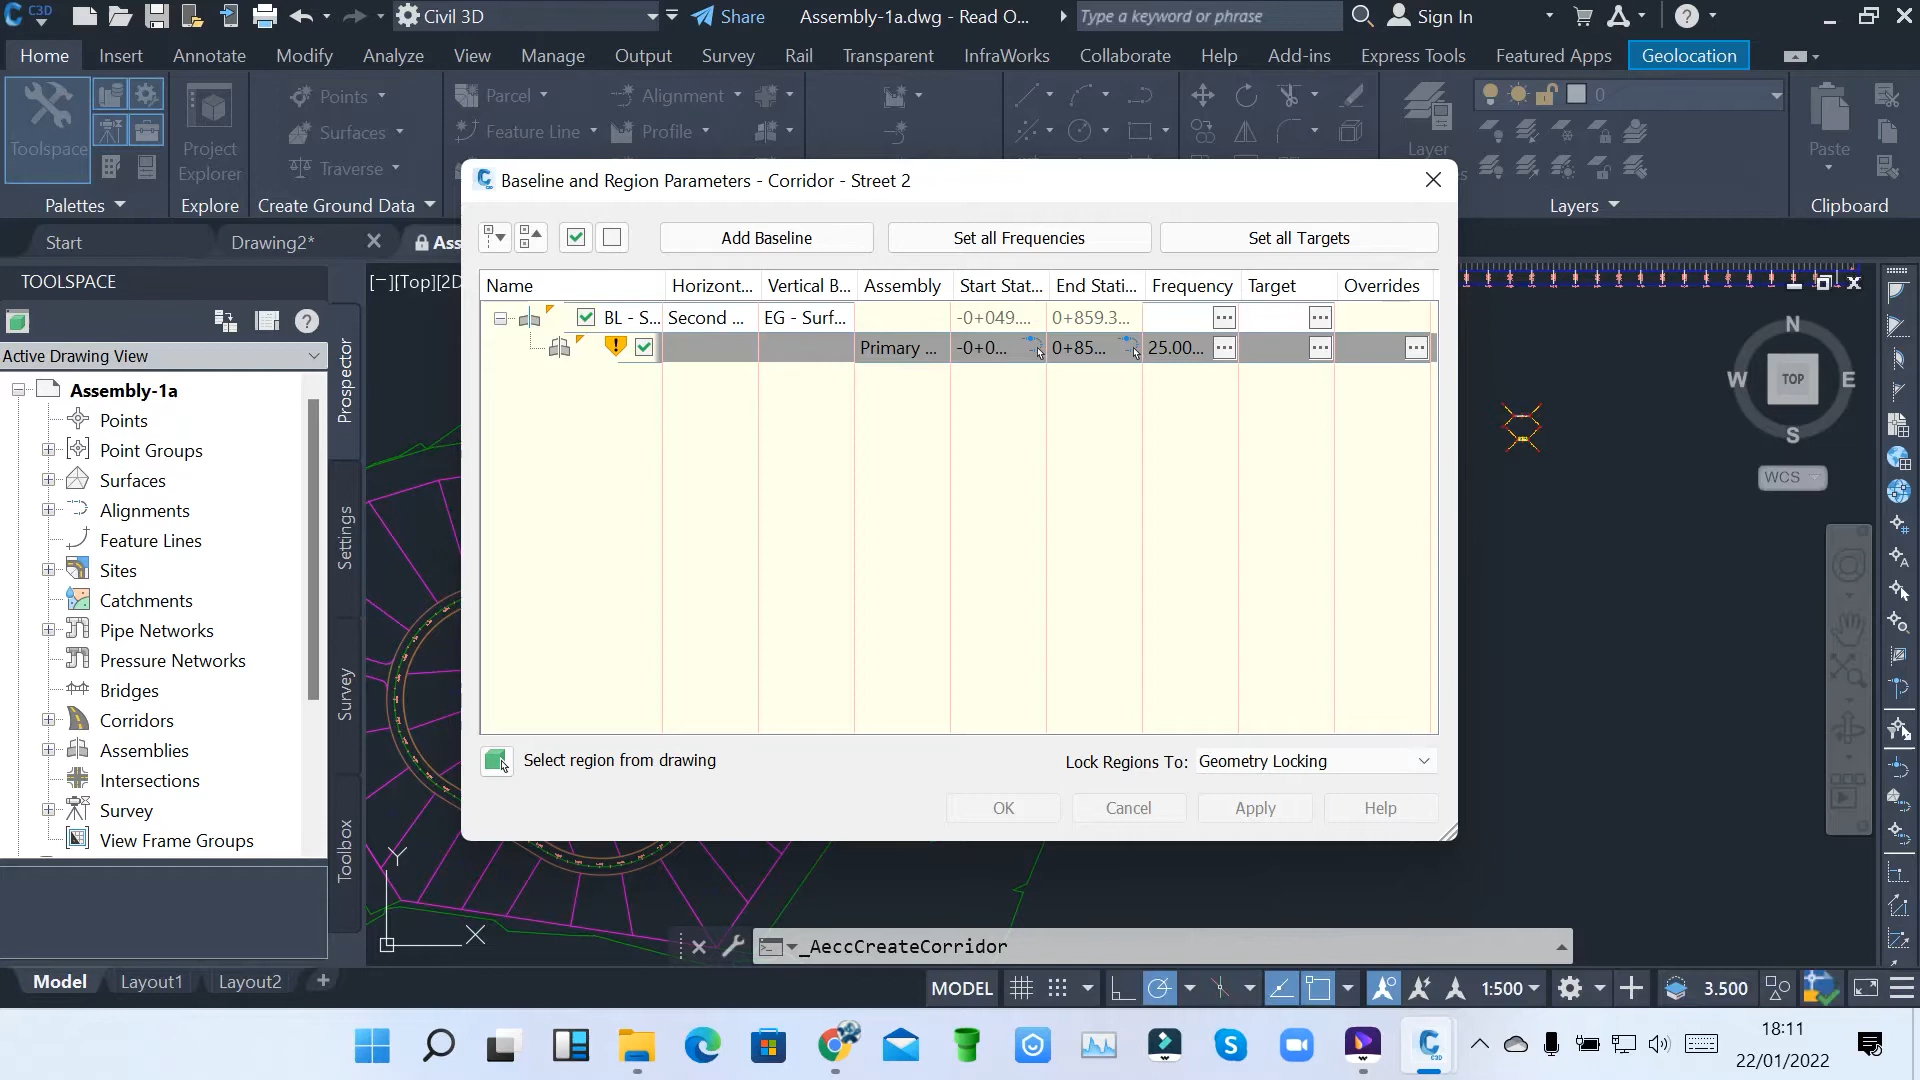 C3D
Civil 3D
Share
Assembly-1a.dwg - Read O...
Type a keyword or phrase
Sign In
Home Insert Annotate Modify Analyze View Manage Output Survey Rail Transparent InfraWorks Collaborate Help Add-ins Express Tools Featured Apps Geolocation
Toolspace
Project
Explorer
Points
Surfaces
Traverse
Parcel
Feature Line
Alignment
Profile
Layer
0
Paste
Palettes
Explore
Create Ground Data
Layers
Clipboard
Start
Drawing2*
Ass
TOOLSPACE
Active Drawing View
Assembly-1a
Points
Point Groups
Surfaces
Alignments
Feature Lines
Sites
Catchments
Pipe Networks
Pressure Networks
Bridges
Corridors
Assemblies
Intersections
Survey
View Frame Groups
Prospector
Settings
Survey
Toolbox
[−][Top][2D
Baseline and Region Parameters - Corridor - Street 2
Add Baseline
Set all Frequencies
Set all Targets
Name Horizont... Vertical B... Assembly Start Stat... End Stati... Frequency Target Overrides
BL - S... Second ... EG - Surf... -0+049.... 0+859.3... ... ...
Primary ... -0+0... 0+85... 25.00... ... ... ...
Select region from drawing
Lock Regions To: Geometry Locking
OK Cancel Apply Help
N
W TOP E
S
WCS
Y
X
_AeccCreateCorridor
Model Layout1 Layout2 +
MODEL
1:500
3.500
18:11
22/01/2022